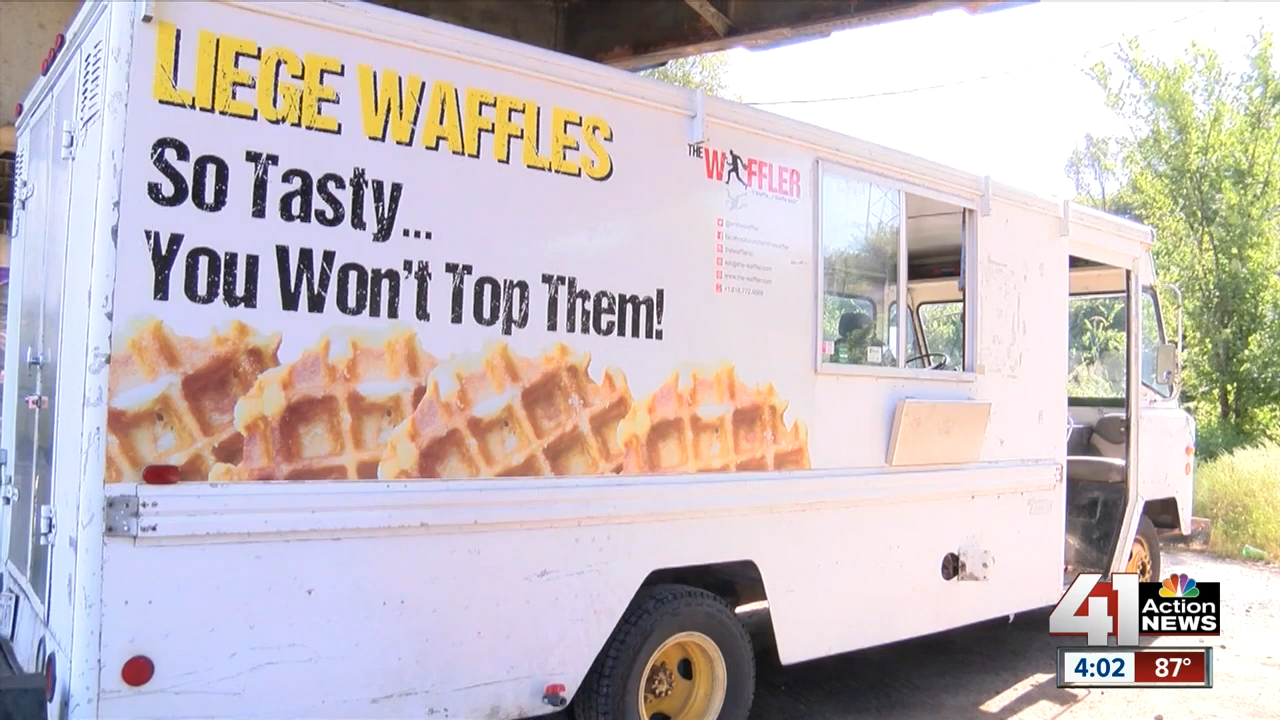 LIEGE WAFFLES
So Tasty...
You Won't Top Them!
THE WAFFLER
41 Action NEWS
4:02 87°